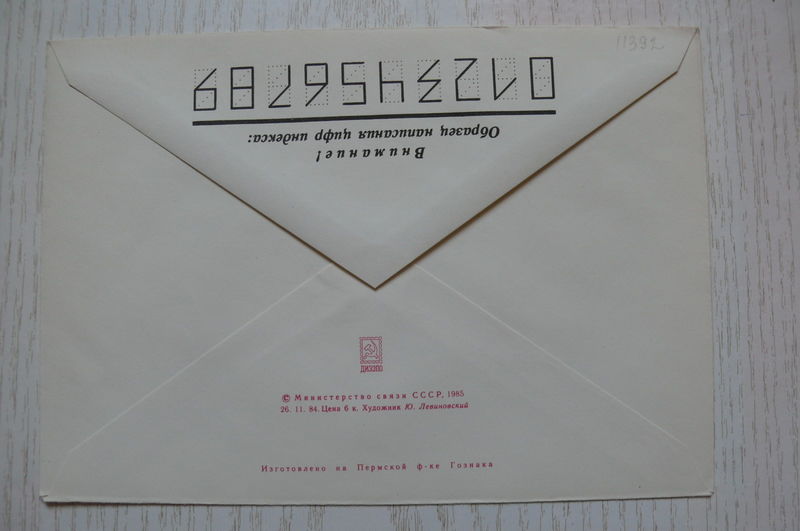 11392
Внимание!
Образец написания цифр индекса:
0123456789
ДИЭЗПО
© Министерство связи СССР, 1985
26. 11. 84. Цена 6 к. Художник Ю. Левиновский
Изготовлено на Пермской ф-ке Гознака